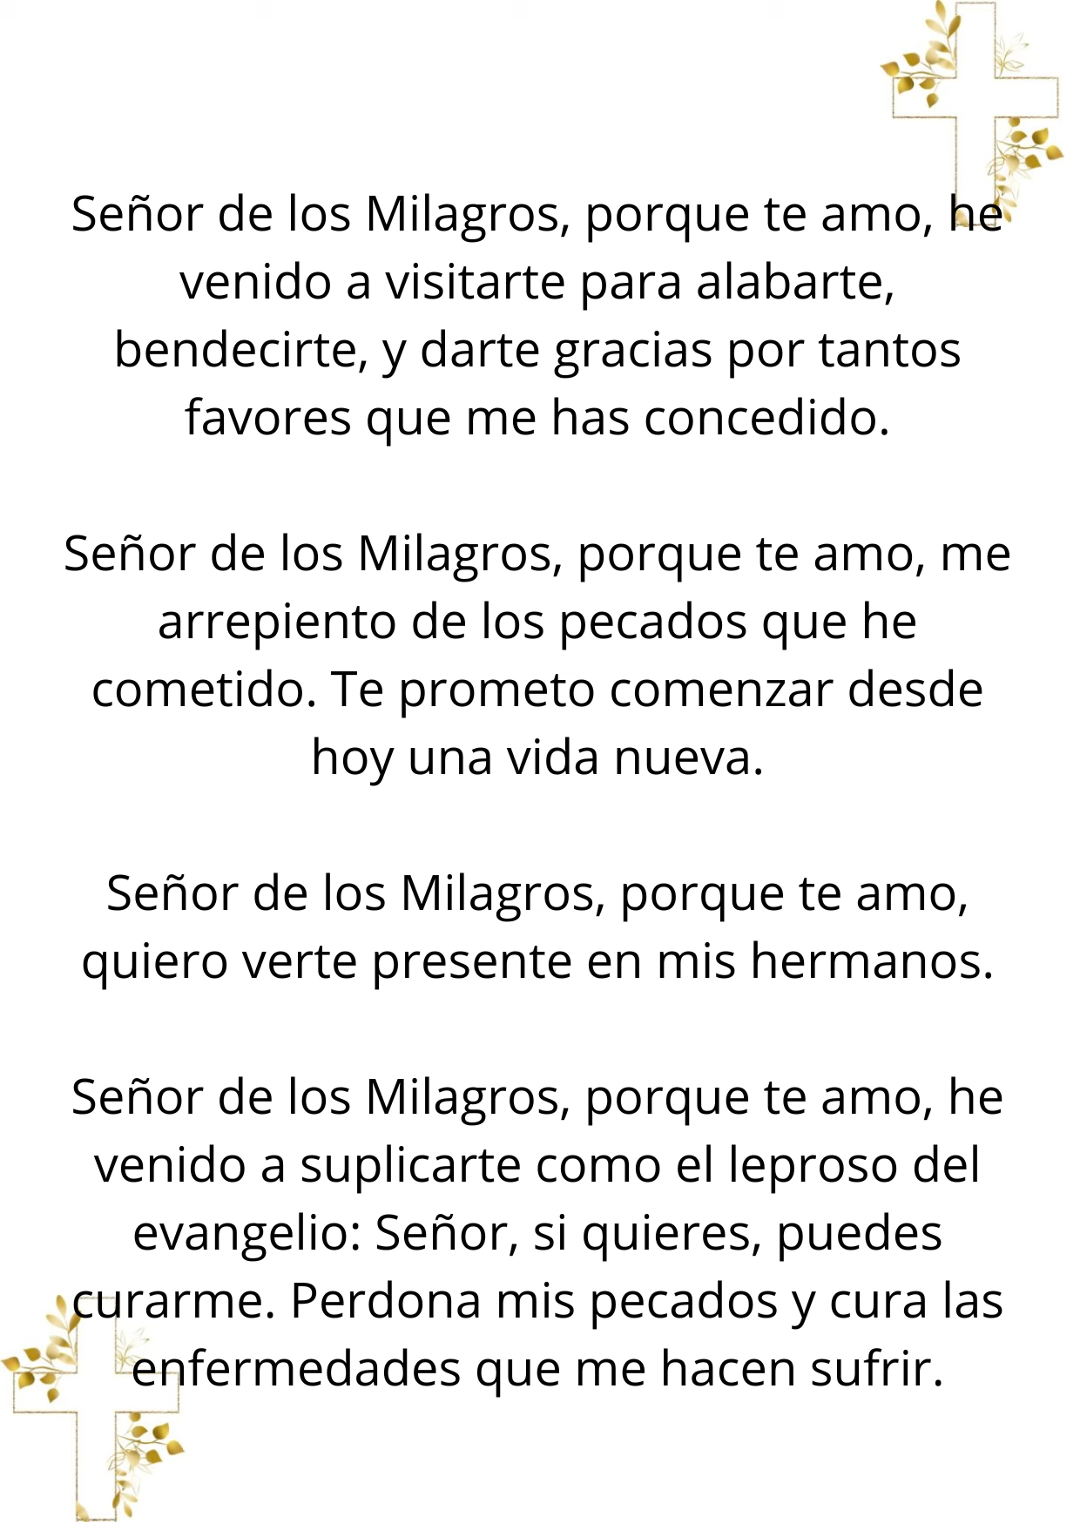 Señor de los Milagros, porque te amo, he
venido a visitarte para alabarte,
bendecirte, y darte gracias por tantos
favores que me has concedido.
Señor de los Milagros, porque te amo, me
arrepiento de los pecados que he
cometido. Te prometo comenzar desde
hoy una vida nueva.
Señor de los Milagros, porque te amo,
quiero verte presente en mis hermanos.
Señor de los Milagros, porque te amo, he
venido a suplicarte como el leproso del
evangelio: Señor, si quieres, puedes
curarme. Perdona mis pecados y cura las
enfermedades que me hacen sufrir.